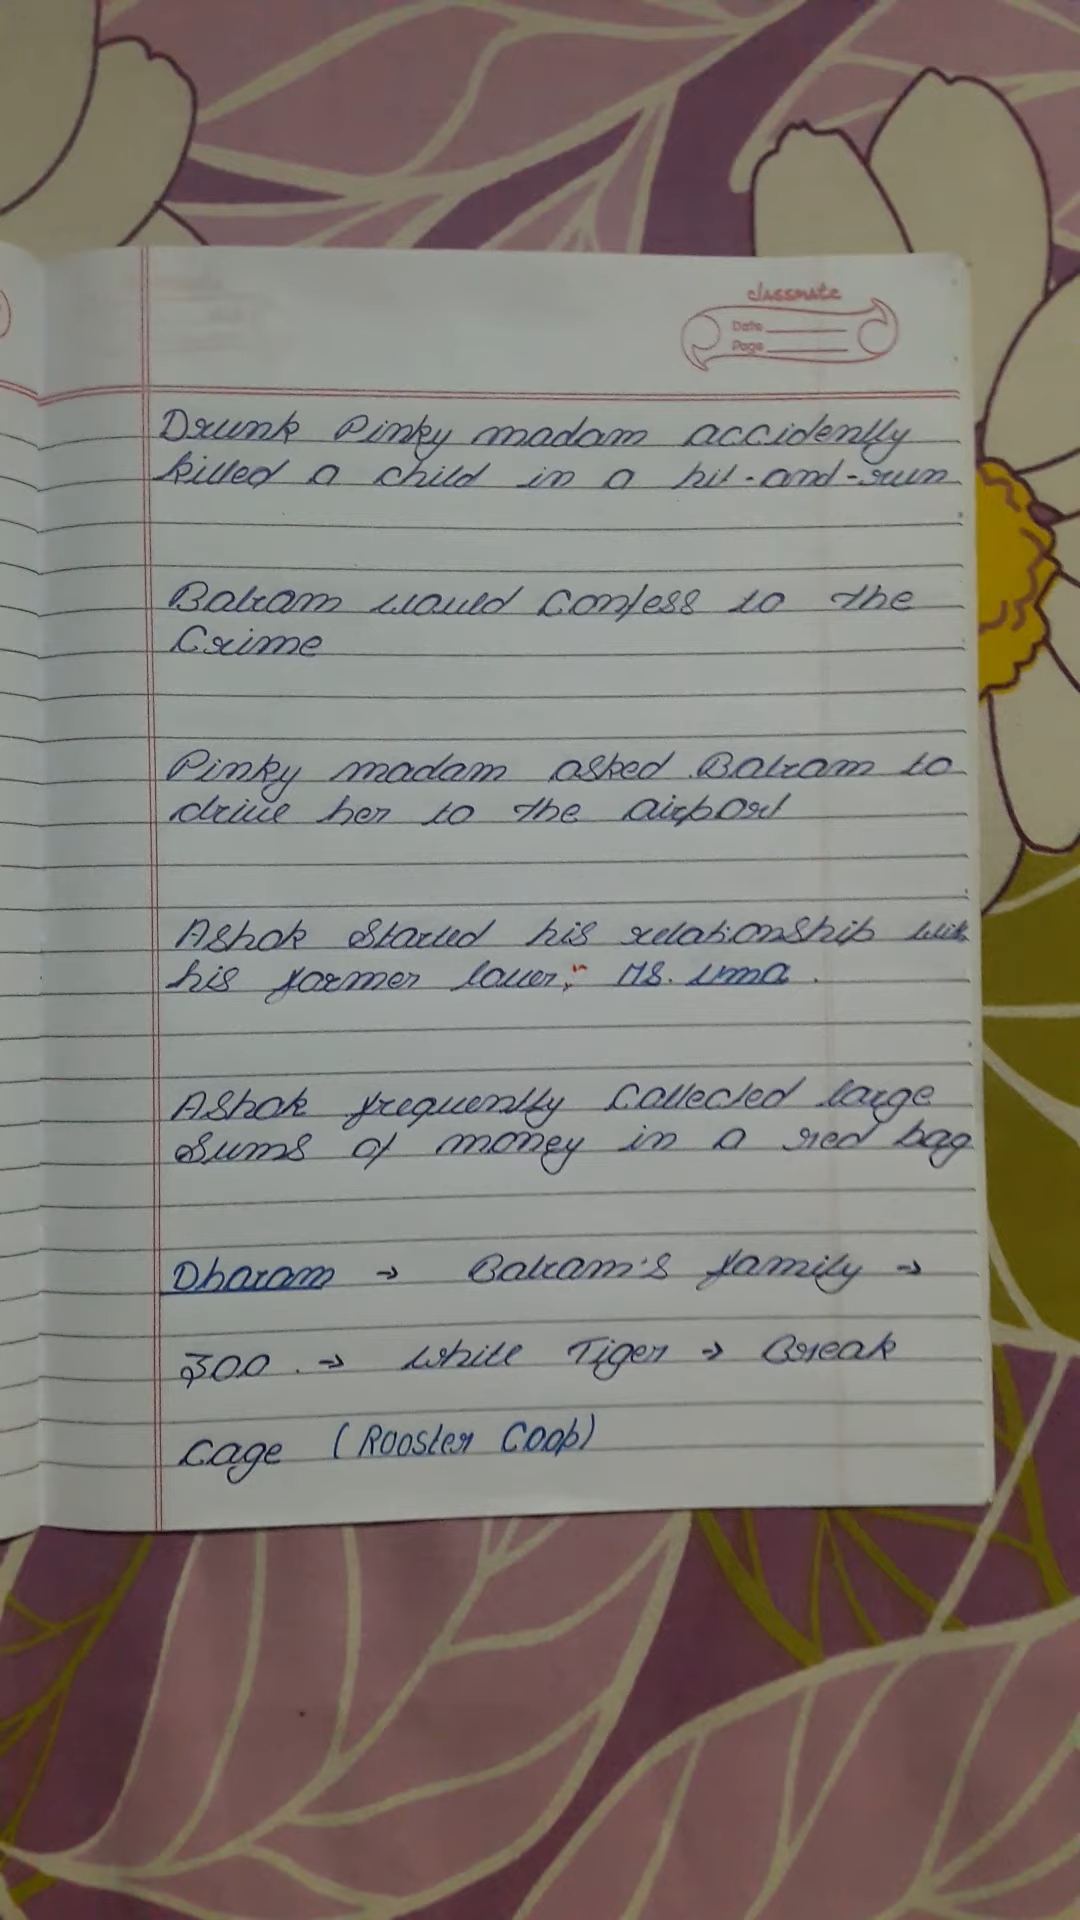 classmate
Date
Page
Drunk Pinky madam accidently
killed a child in a hit-and-run
Balram would confess to the
Crime
Pinky madam asked Balram to
drive her to the airport
Ashok Started his relationship with
his former lover, Ms. Uma.
Ashok frequently Collected large
Sums of money in a red bag
Dharam → Balram's family →
zoo. → White Tiger → Break
Cage (Rooster Coop)